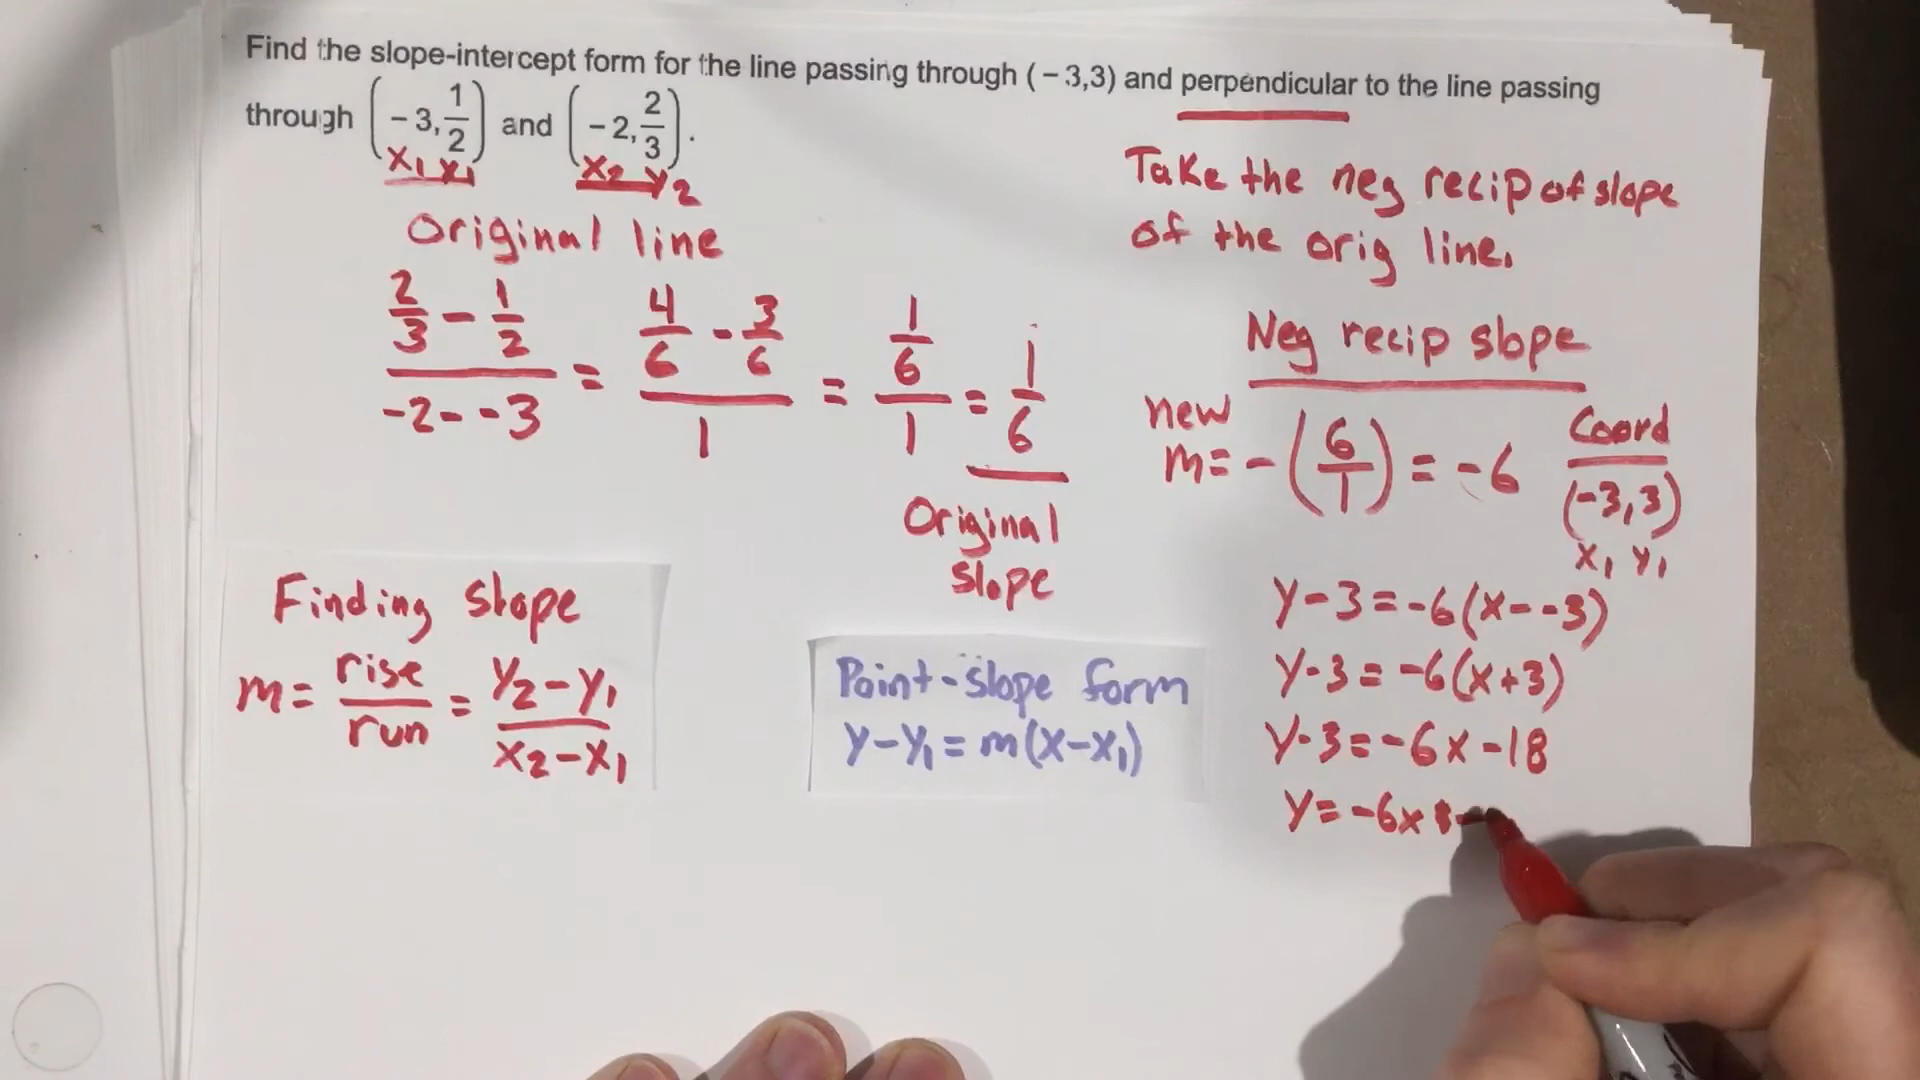 Find the slope-intercept form for the line passing through (−3,3) and perpendicular to the line passing
through (−3, 1/2) and (−2, 2/3).
x₁ x₁ x₂ y₂
Original line
(2/3 - 1/2)/(-2--3) = (4/6 - 3/6)/1 = (1/6)/1 = 1/6
Original
slope
Take the neg recip of slope
of the orig line.
Neg recip slope
new
m= -(6/1) = -6
Coord
(-3,3)
x₁ y₁
Finding slope
m= rise/run = (y₂-y₁)/(x₂-x₁)
Point-slope form
y-y₁=m(x-x₁)
y-3=-6(x--3)
y-3=-6(x+3)
y-3=-6x-18
y=-6x